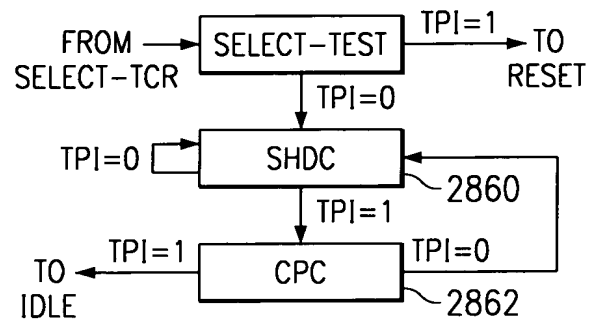 FROM
SELECT-TCR
SELECT-TEST
TPI=1
TO
RESET
TPI=0
TPI=0
SHDC
2860
TPI=1
TPI=1
CPC
TPI=0
TO
IDLE
2862